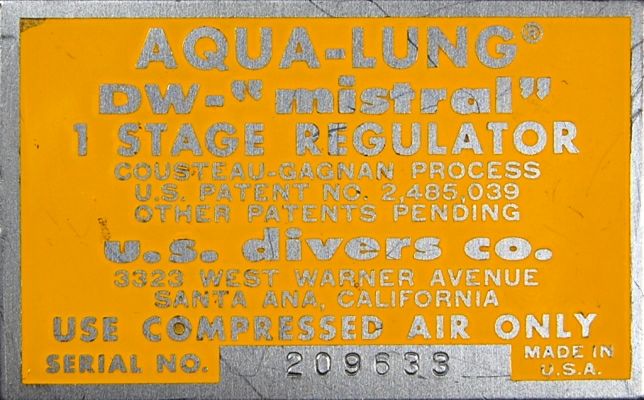 AQUA-LUNG®
DW-“mistral”
1 STAGE REGULATOR
COUSTEAU-GAGNAN PROCESS
U.S. PATENT NO. 2,485,039
OTHER PATENTS PENDING
u.s. divers co.
3323 WEST WARNER AVENUE
SANTA ANA, CALIFORNIA
USE COMPRESSED AIR ONLY
SERIAL NO. 209633 MADE IN
U.S.A.